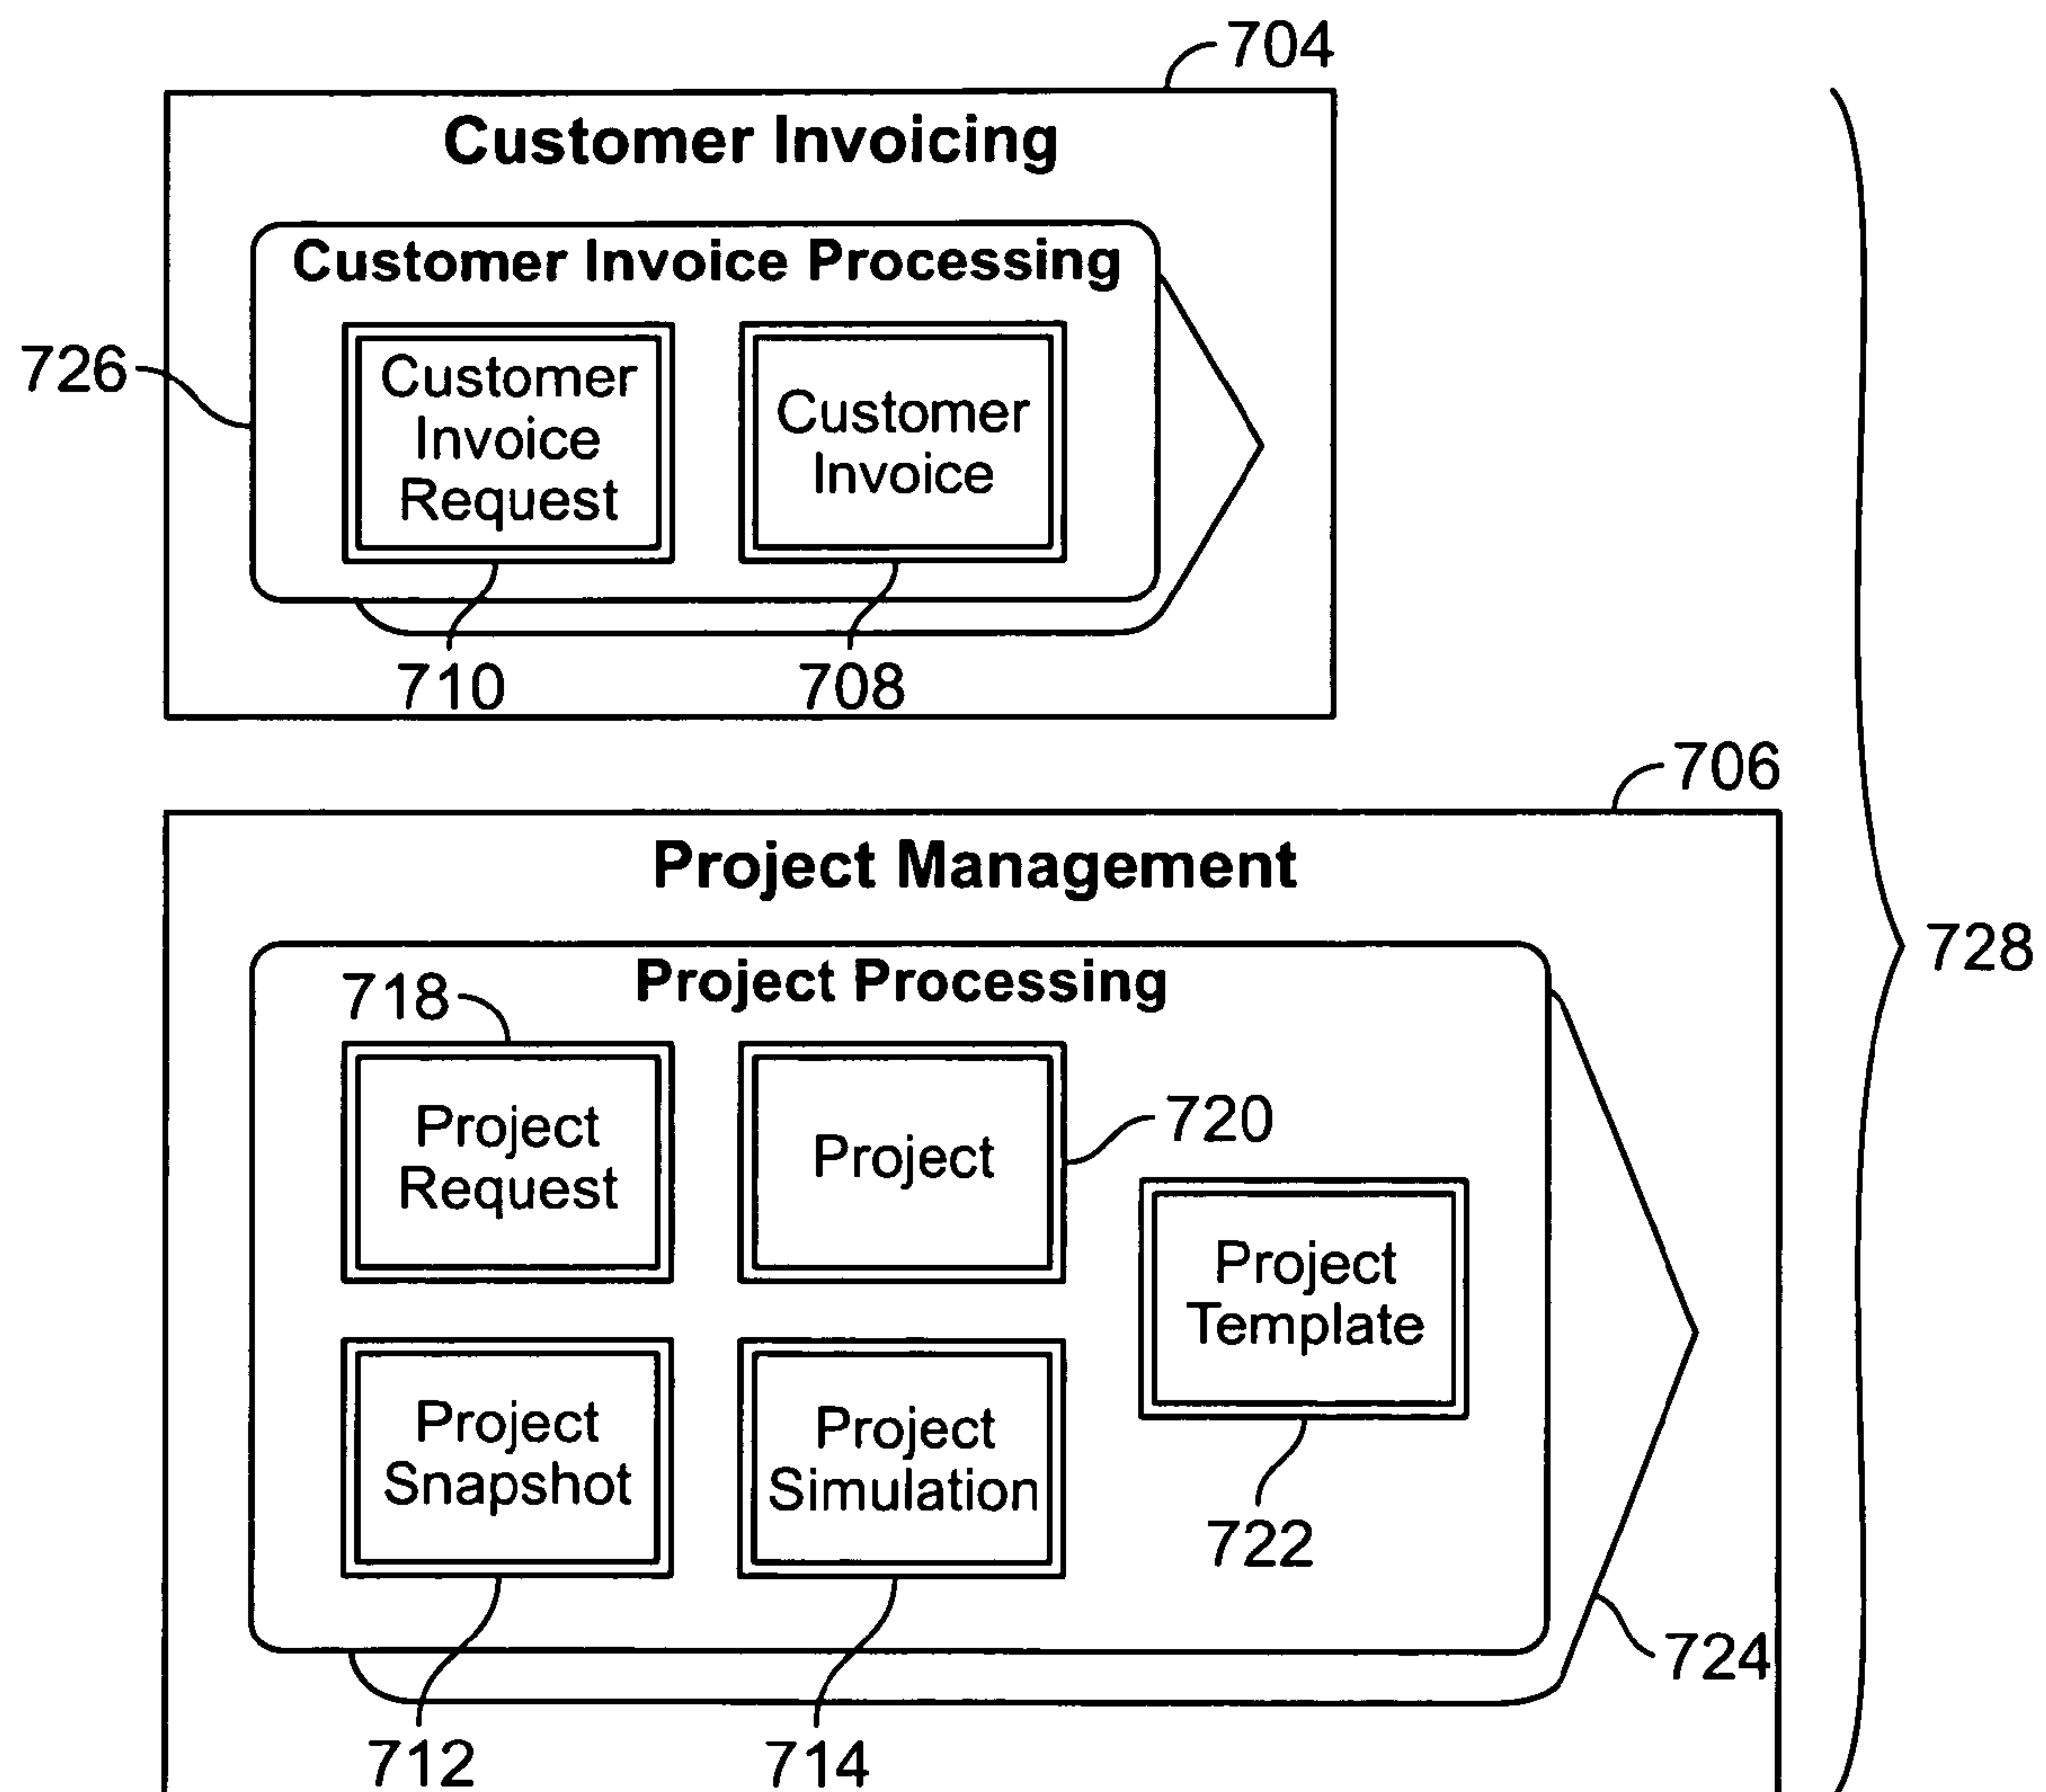 704
Customer Invoicing
Customer Invoice Processing
726
Customer
Invoice
Request
Customer
Invoice
710
708
706
Project Management
728
Project Processing
718
Project
Request
Project
720
Project
Template
Project
Snapshot
Project
Simulation
722
724
712
714